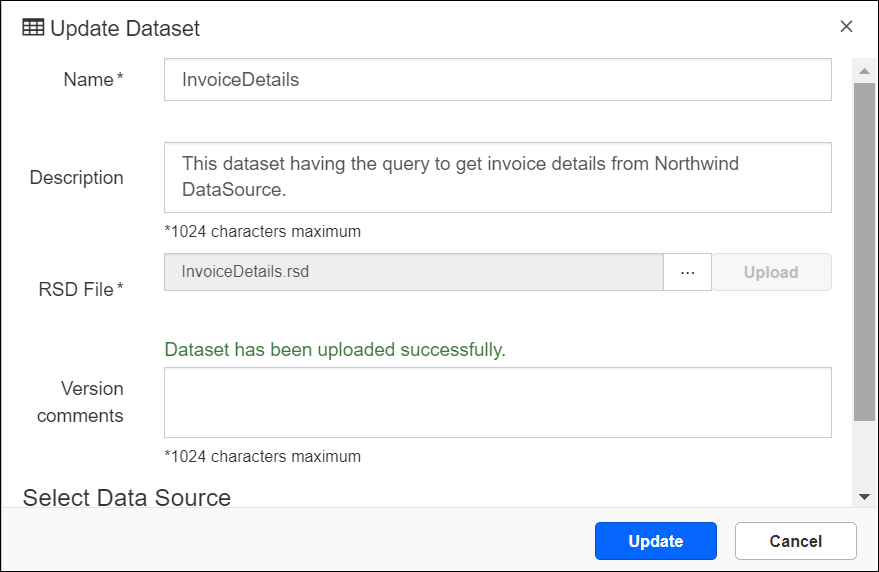 Update Dataset
Name*
InvoiceDetails
Description
This dataset having the query to get invoice details from Northwind
DataSource.
*1024 characters maximum
RSD File*
InvoiceDetails.rsd
...
Upload
Dataset has been uploaded successfully.
Version
comments
*1024 characters maximum
Select Data Source
Update
Cancel